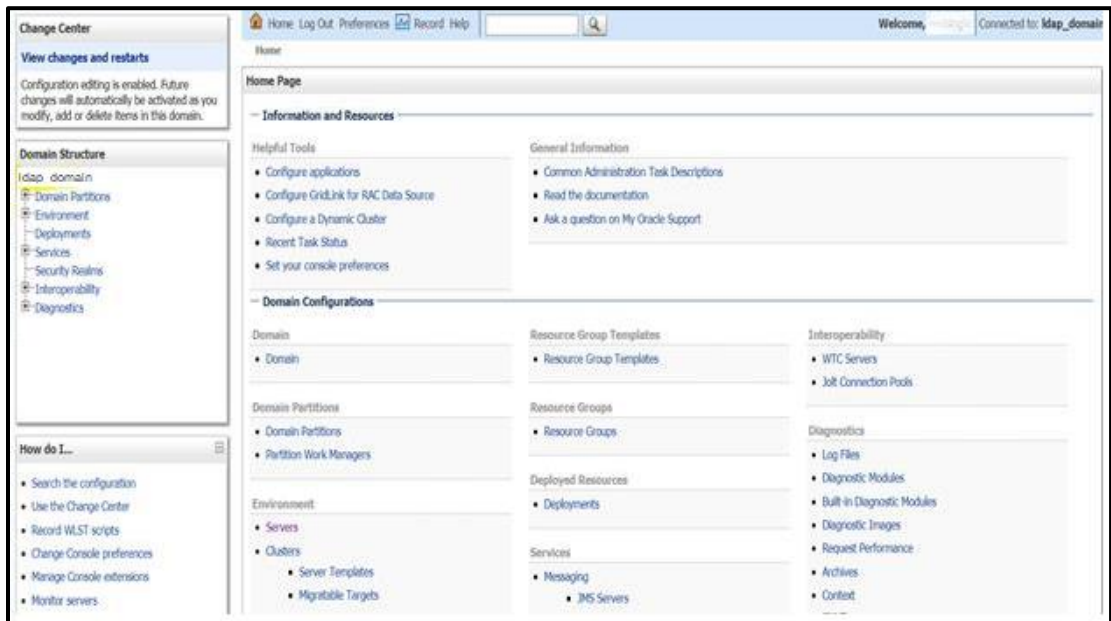 Change Center
View changes and restarts
Configuration editing is enabled. Future
changes will automatically be activated as you
modify, add or delete items in this domain.
Domain Structure
ldap_domain
Domain Partitions
Environment
Deployments
Services
Security Realms
Interoperability
Diagnostics
How do I...
Search the configuration
Use the Change Center
Record WLST scripts
Change Console preferences
Manage Console extensions
Monitor servers
Home Log Out Preferences Record Help
Welcome, Connected to: ldap_domain
Home
Home Page
Information and Resources
Helpful Tools
Configure applications
Configure GridLink for RAC Data Source
Configure a Dynamic Cluster
Recent Task Status
Set your console preferences
General Information
Common Administration Task Descriptions
Read the documentation
Ask a question on My Oracle Support
Domain Configurations
Domain
Domain
Domain Partitions
Domain Partitions
Partition Work Managers
Environment
Servers
Clusters
Server Templates
Migratable Targets
Resource Group Templates
Resource Group Templates
Resource Groups
Resource Groups
Deployed Resources
Deployments
Services
Messaging
JMS Servers
Interoperability
WTC Servers
Jolt Connection Pools
Diagnostics
Log Files
Diagnostic Modules
Built-in Diagnostic Modules
Diagnostic Images
Request Performance
Archives
Context